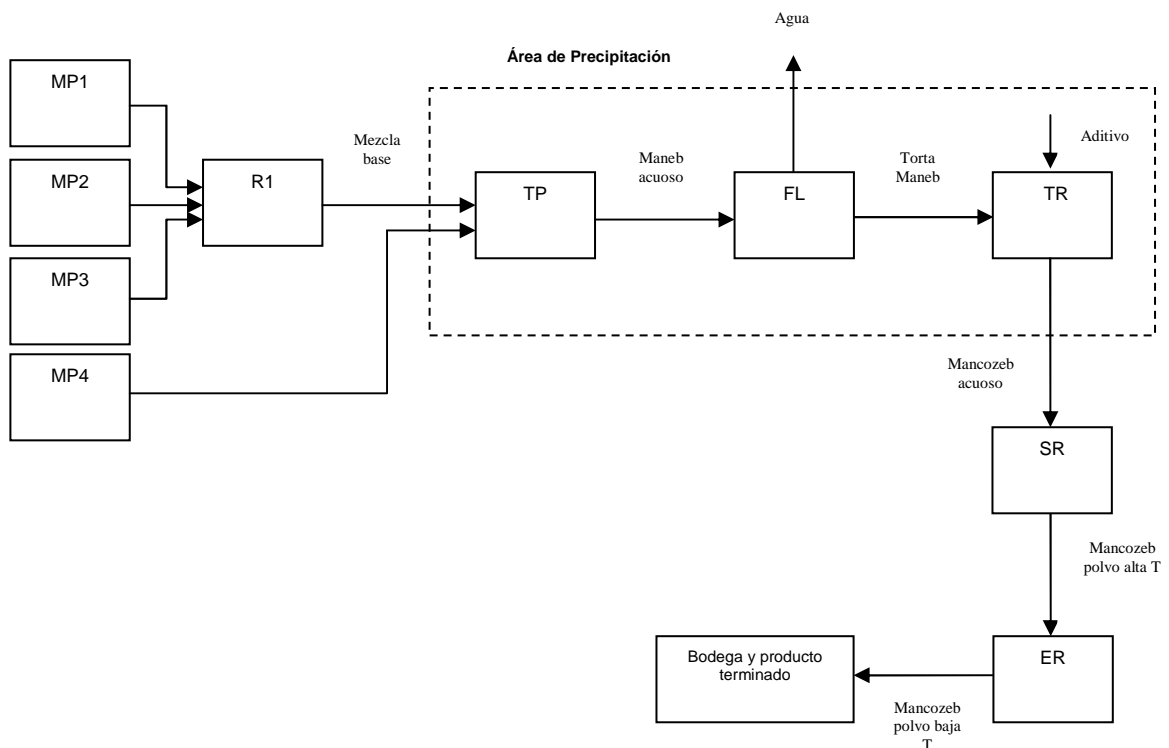 Agua
Área de Precipitación
MP1
Aditivo
Mezcla
base
Maneb
acuoso
Torta
Maneb
MP2
R1
TP
FL
TR
MP3
MP4
Mancozeb
acuoso
SR
Mancozeb
polvo alta T
Bodega y producto
terminado
ER
Mancozeb
polvo baja
T